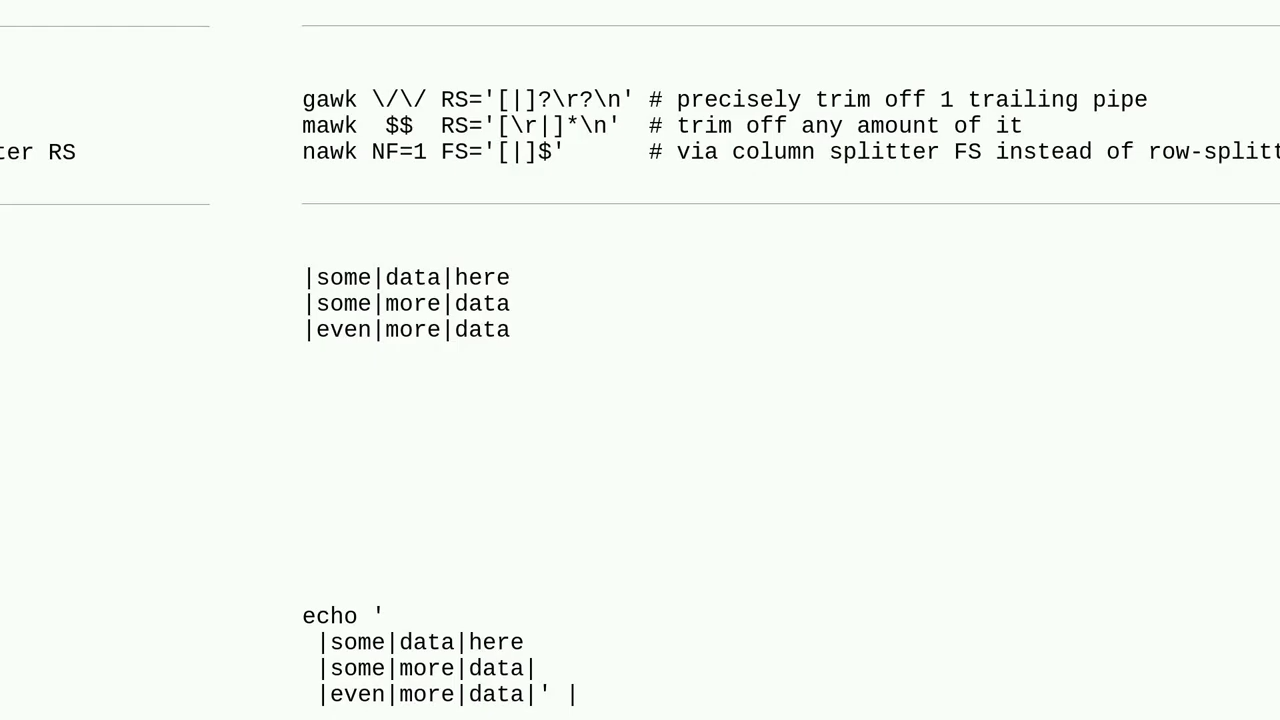 gawk \/\/ RS='[|]?\r?\n' # precisely trim off 1 trailing pipe
mawk  $$  RS='[\r|]*\n'  # trim off any amount of it
ter RS
nawk NF=1 FS='[|]$'      # via column splitter FS instead of row-splitt
|some|data|here
|some|more|data
|even|more|data
echo '
 |some|data|here
 |some|more|data|
 |even|more|data|' |